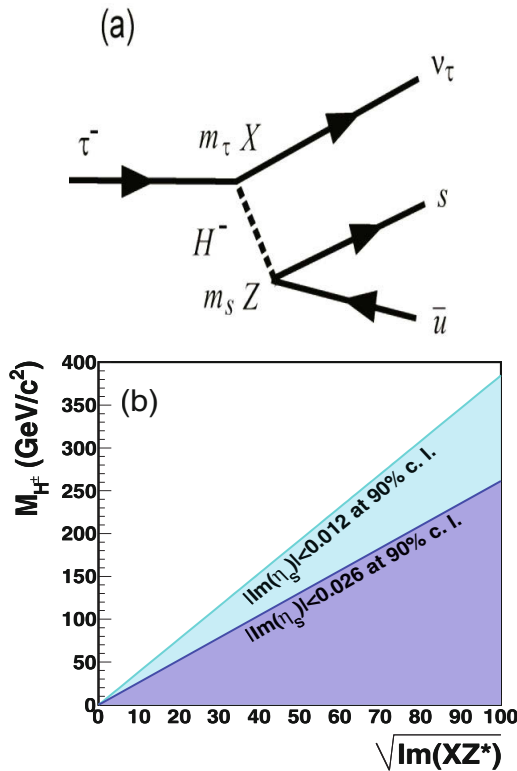 (a)
ν_τ
τ⁻
m_τ X
s
H⁻
m_s Z
ū
(b)
M_H± (GeV/c²)
400
350
300
250
200
150
100
50
0
|Im(η_s)|<0.012 at 90% c. l.
|Im(η_s)|<0.026 at 90% c. l.
0 10 20 30 40 50 60 70 80 90 100
√Im(XZ*)